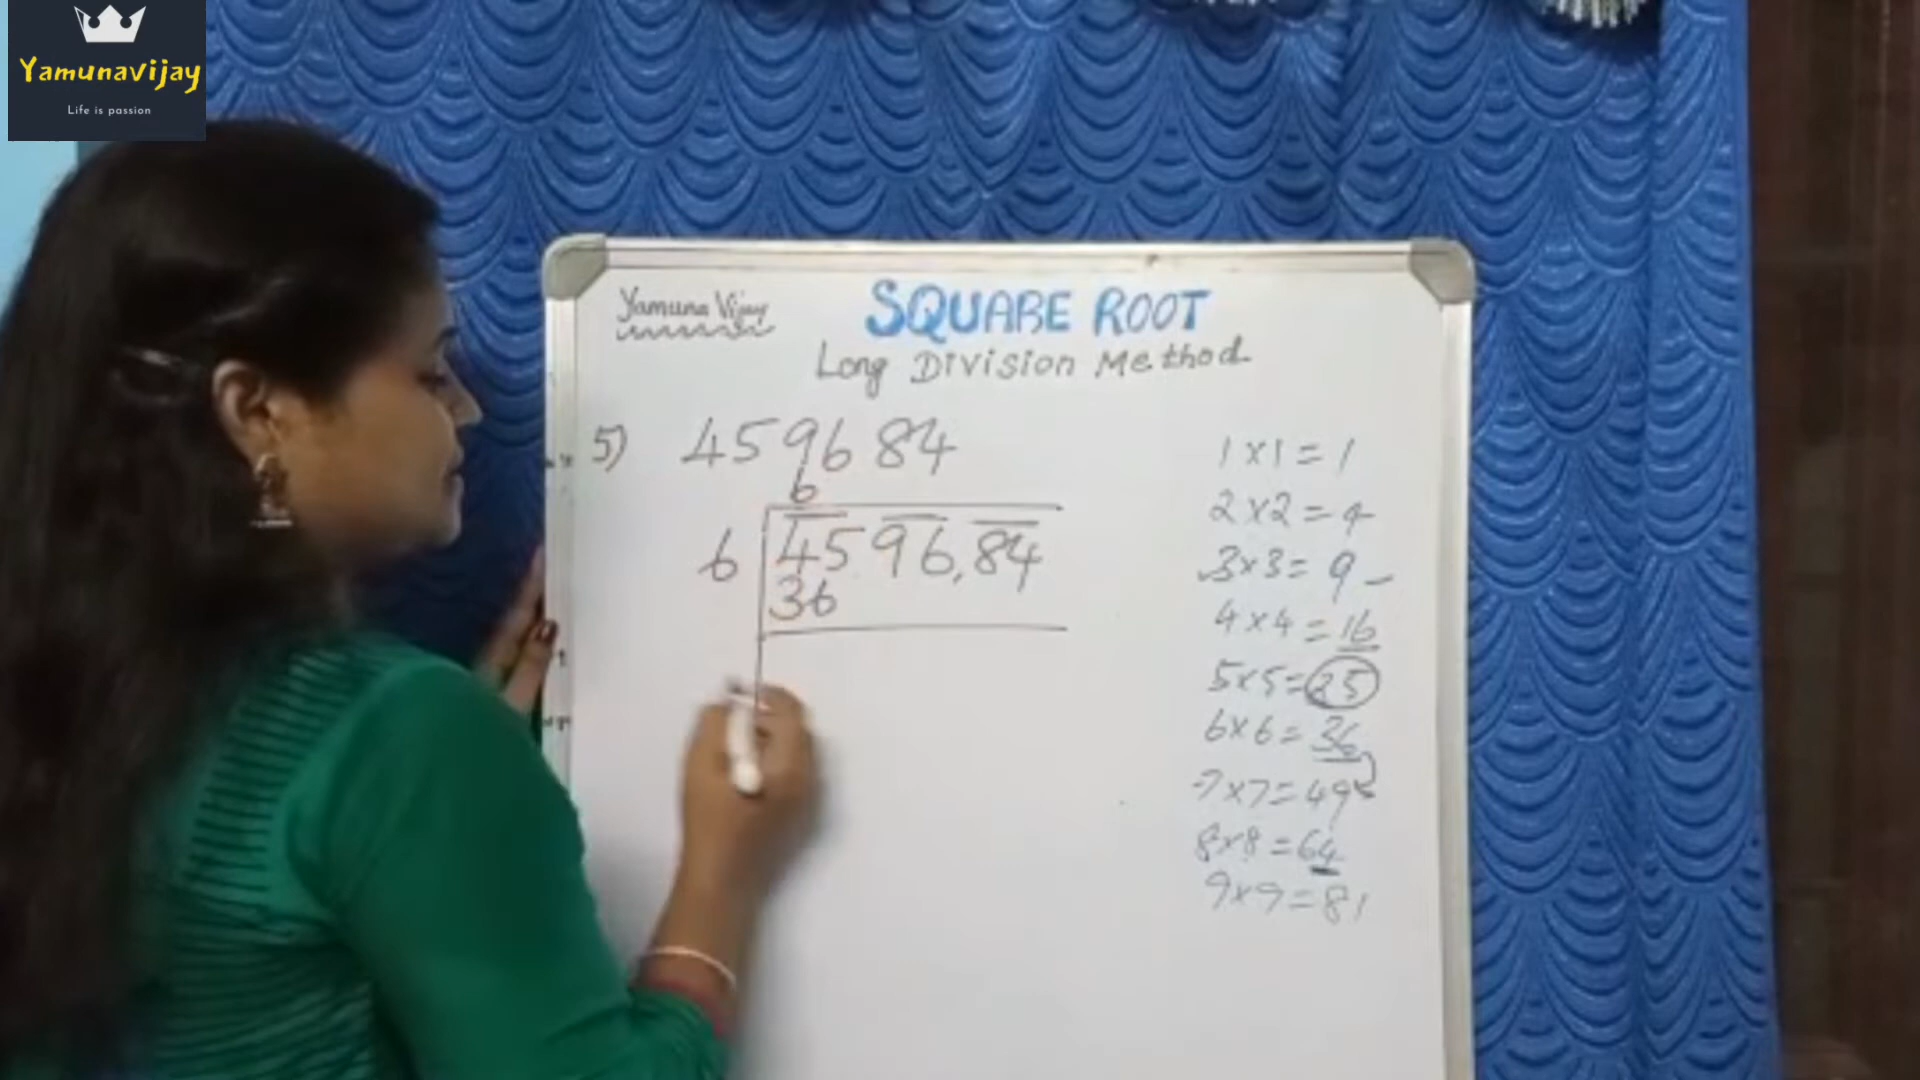 Yamunavijay
Life is passion
Yamuna Vijay
SQUARE ROOT
Long Division Method
5) 459684
6
6 45 96,84
36
1x1=1
2x2=4
3x3=9
4x4=16
5x5=25
6x6=36
7x7=49
8x8=64
9x9=81